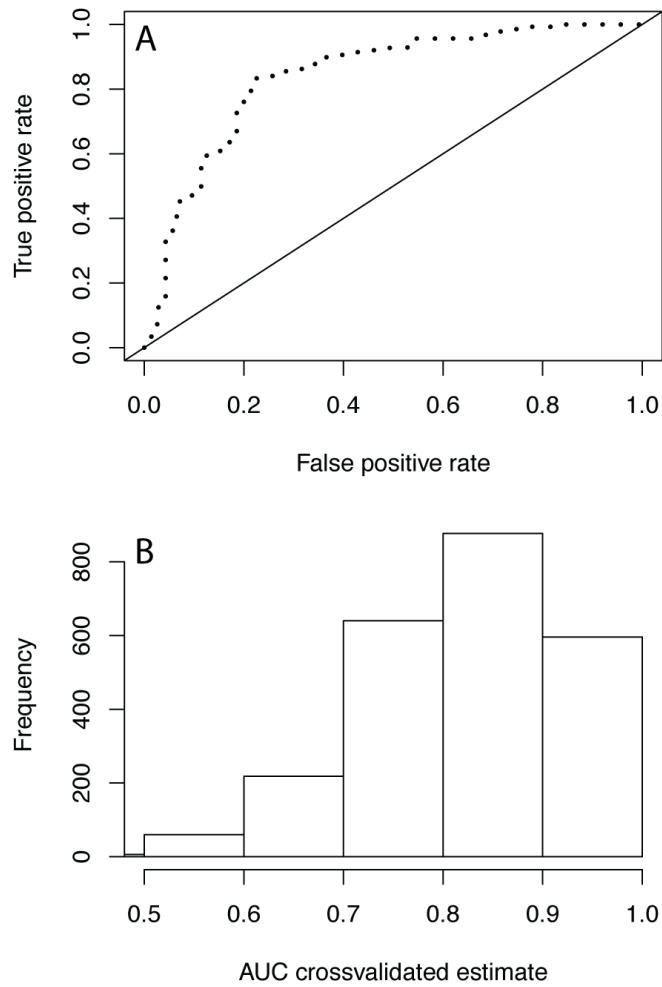 A
1.0
0.8
0.6
0.4
0.2
0.0
True positive rate
0.0 0.2 0.4 0.6 0.8 1.0
False positive rate
B
800
600
400
200
0
Frequency
0.5 0.6 0.7 0.8 0.9 1.0
AUC crossvalidated estimate